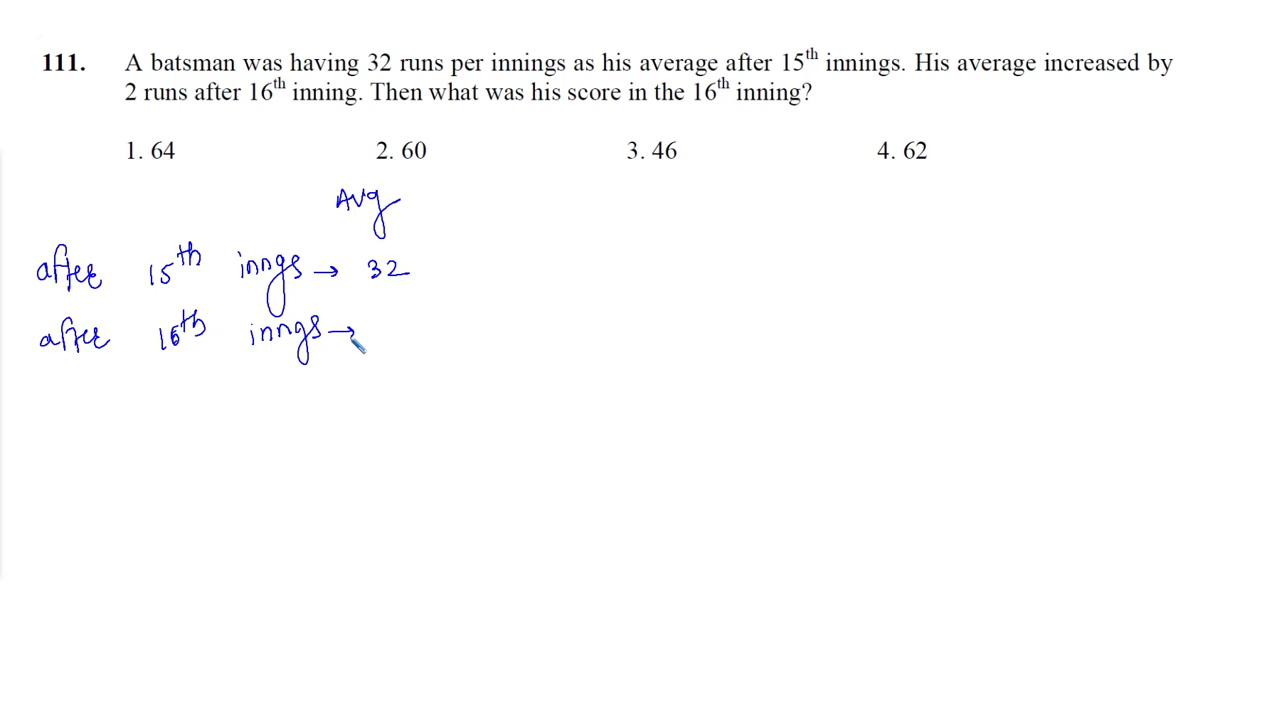 111. A batsman was having 32 runs per innings as his average after 15th innings. His average increased by
2 runs after 16th inning. Then what was his score in the 16th inning?
1. 64 2. 60 3. 46 4. 62
Avg
after 15th inngs → 32
after 16th inngs →